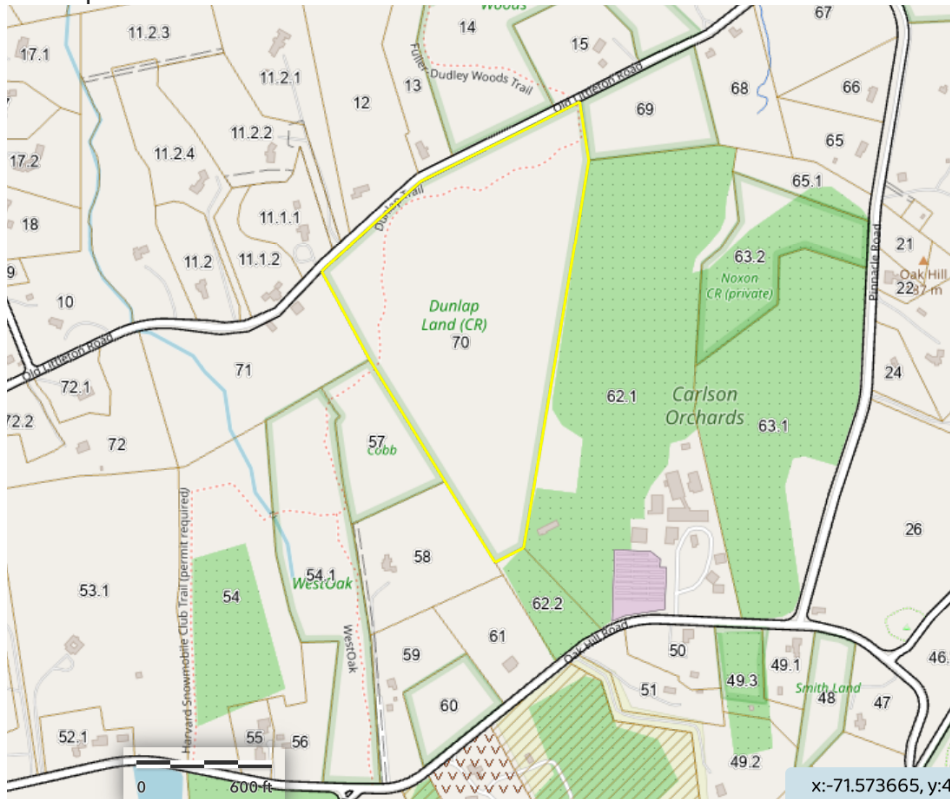 Woods
67
14
11.2.3
17.1
15
11.2.1
13
Fuller-Dudley Woods Trail
Old Littleton Road
12
68
66
69
11.2.2
65
11.2.4
17.2
65.1
Dunlap Trail
11.1.1
18
Pinnacle Road
21
63.2
11.2
11.1.2
9
Oak Hill
Noxon
CR (private)
22
37 m
10
Dunlap
Land (CR)
70
Old Littleton Road
71
24
72.1
62.1
Carlson
Orchards
72.2
63.1
72
57
Cobb
26
Harvard Snowmobile Club Trail (permit required)
58
54.1
WestOak
53.1
54
62.2
61
Oak Hill Road
WestOak
59
50
49.1
46.
49.3
51
Smith Land
48
47
60
52.1
55
56
49.2
0
600 ft
x:-71.573665, y:4